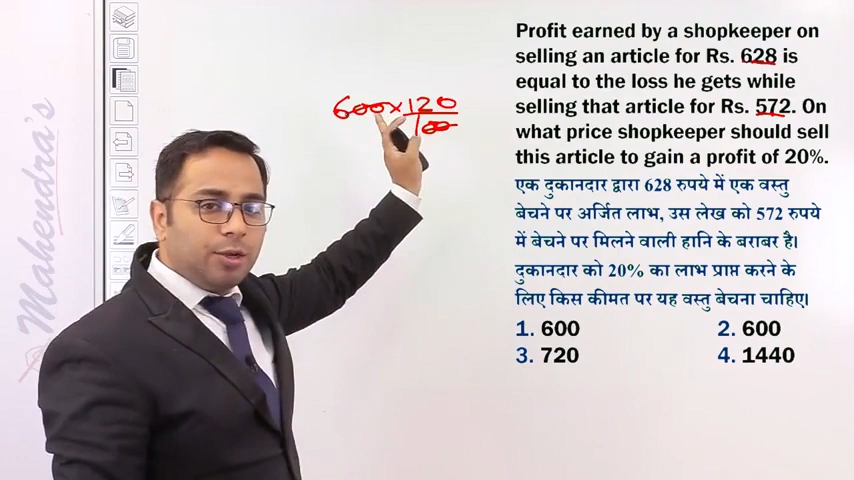 Mahendra's
600 × 120
100
Profit earned by a shopkeeper on
selling an article for Rs. 628 is
equal to the loss he gets while
selling that article for Rs. 572. On
what price shopkeeper should sell
this article to gain a profit of 20%.
एक दुकानदार द्वारा 628 रुपये में एक वस्तु
बेचने पर अर्जित लाभ, उस लेख को 572 रुपये
में बेचने पर मिलने वाली हानि के बराबर है।
दुकानदार को 20% का लाभ प्राप्त करने के
लिए किस कीमत पर यह वस्तु बेचना चाहिए।
1. 600 2. 600
3. 720 4. 1440